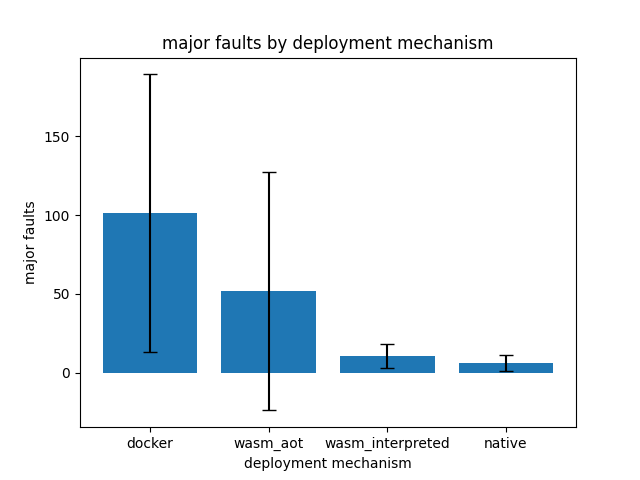 major faults by deployment mechanism
major faults
150
100
50
0
docker wasm_aot wasm_interpreted native
deployment mechanism